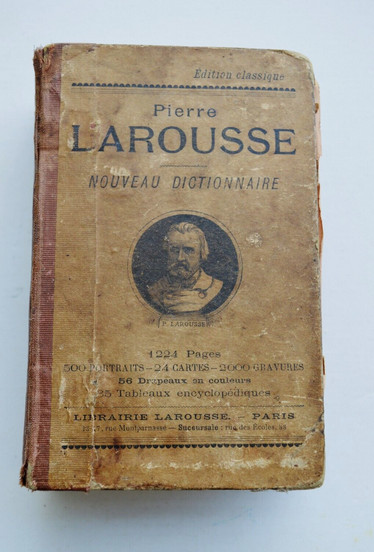 Édition classique
Pierre
LAROUSSE
NOUVEAU DICTIONNAIRE
P. LAROUSSE
1224 Pages
500 PORTRAITS — 24 CARTES — 2000 GRAVURES
56 Drapeaux en couleurs
35 Tableaux encyclopédiques
LIBRAIRIE LAROUSSE. — PARIS
rue Montparnasse — Succursale : rue des Écoles,